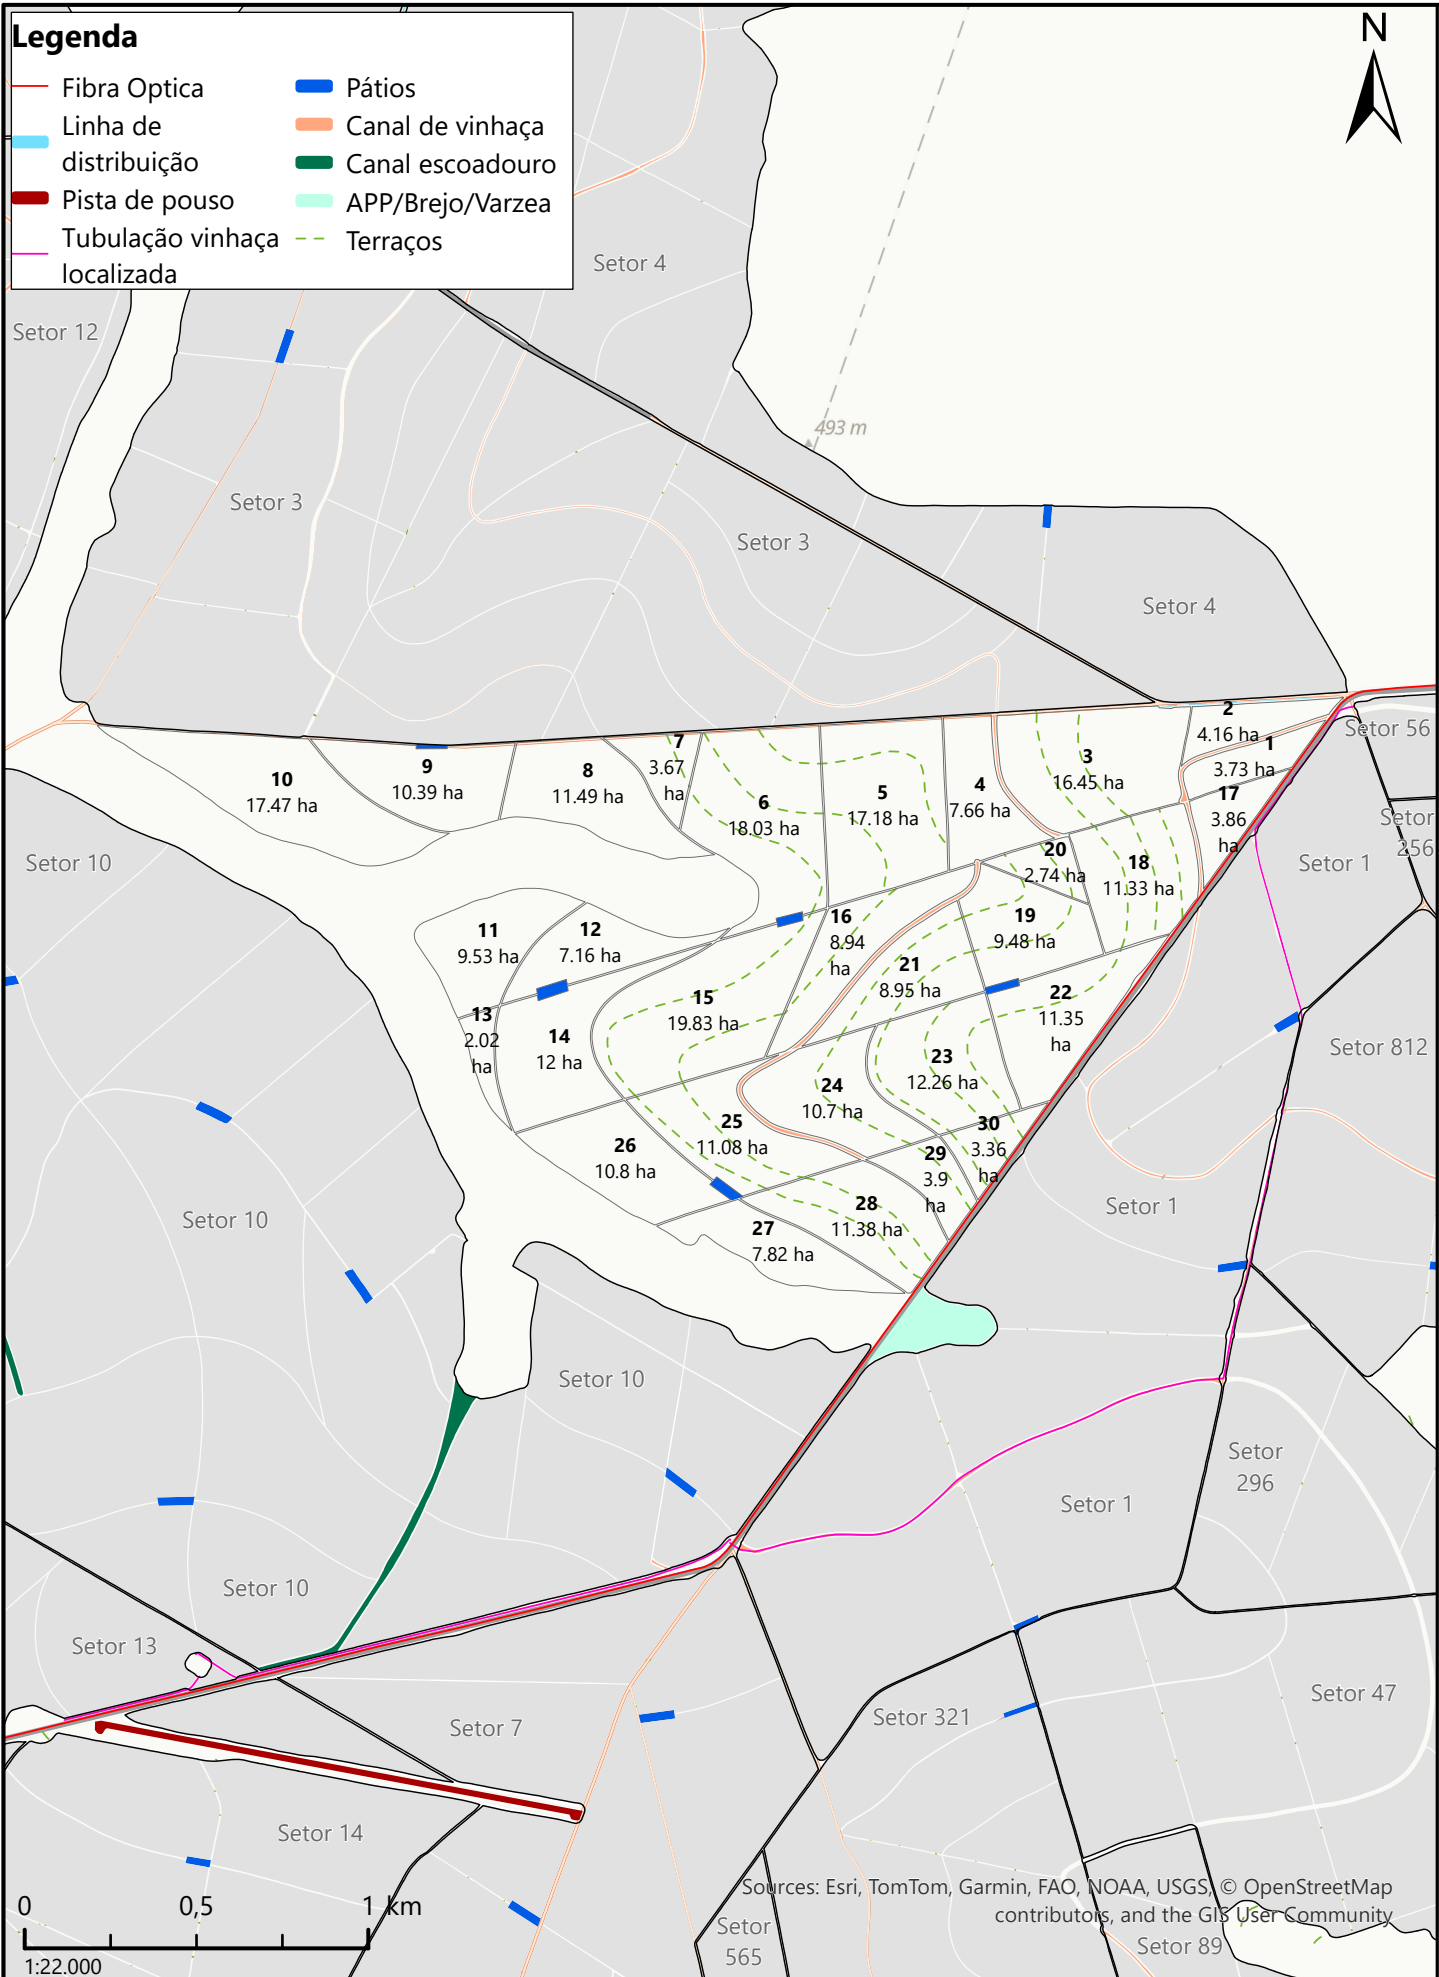 Legenda
Fibra Optica
Linha de
distribuição
Pista de pouso
Tubulação vinhaça
localizada
Pátios
Canal de vinhaça
Canal escoadouro
APP/Brejo/Varzea
Terraços
N
Setor 4
Setor 12
493 m
Setor 3
Setor 3
Setor 4
2
4.16 ha
Setor 56
1
3.73 ha
7
3.67
ha
3
16.45 ha
10
17.47 ha
9
10.39 ha
8
11.49 ha
6
18.03 ha
5
17.18 ha
4
7.66 ha
17
3.86
ha
Setor
256
Setor 10
Setor 1
20
2.74 ha
18
11.33 ha
11
9.53 ha
12
7.16 ha
16
8.94
ha
19
9.48 ha
21
8.95 ha
15
19.83 ha
22
11.35
ha
13
2.02
ha
14
12 ha
Setor 812
23
12.26 ha
24
10.7 ha
25
11.08 ha
26
10.8 ha
30
3.36
ha
29
3.9
ha
28
11.38 ha
27
7.82 ha
Setor 10
Setor 1
Setor 10
Setor
296
Setor 1
Setor 10
Setor 13
Setor 7
Setor 321
Setor 47
Setor 14
Sources: Esri, TomTom, Garmin, FAO, NOAA, USGS, © OpenStreetMap
contributors, and the GIS User Community
Setor
565
Setor 89
0 0,5 1 km
1:22.000